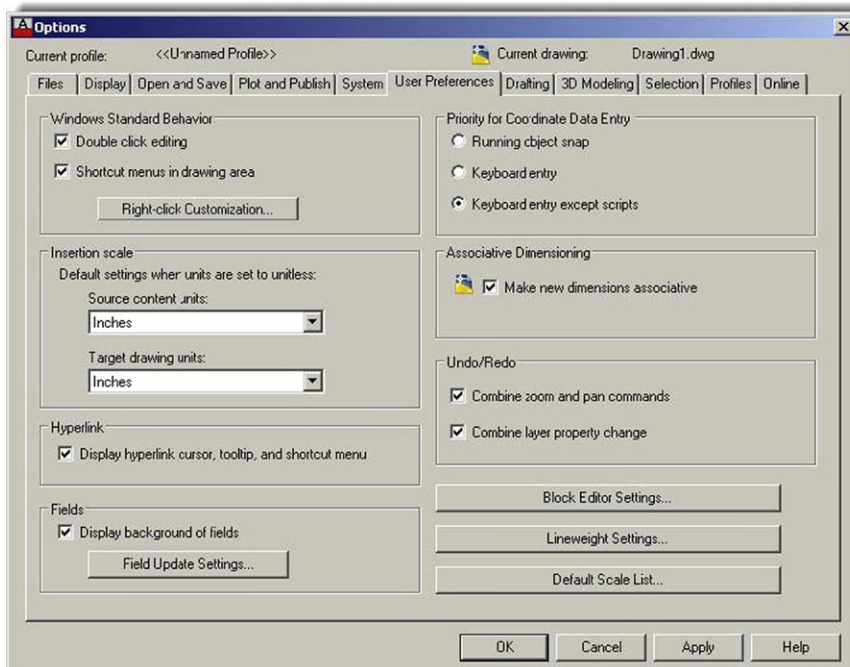 Options
Current profile: <<Unnamed Profile>> Current drawing: Drawing1.dwg
Files Display Open and Save Plot and Publish System User Preferences Drafting 3D Modeling Selection Profiles Online
Windows Standard Behavior
Double click editing
Shortcut menus in drawing area
Right-click Customization...
Insertion scale
Default settings when units are set to unitless:
Source content units:
Inches
Target drawing units:
Inches
Hyperlink
Display hyperlink cursor, tooltip, and shortcut menu
Fields
Display background of fields
Field Update Settings...
Priority for Coordinate Data Entry
Running object snap
Keyboard entry
Keyboard entry except scripts
Associative Dimensioning
Make new dimensions associative
Undo/Redo
Combine zoom and pan commands
Combine layer property change
Block Editor Settings...
Lineweight Settings...
Default Scale List...
OK Cancel Apply Help